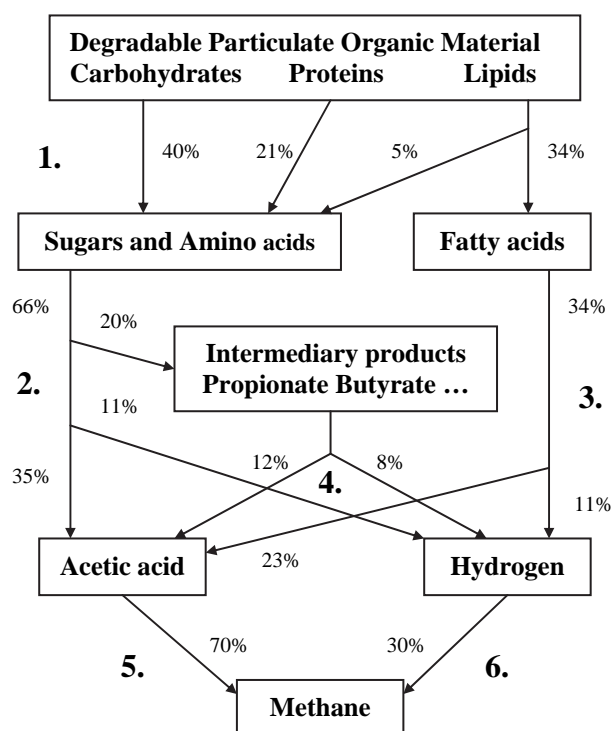 Degradable Particulate Organic Material
Carbohydrates Proteins Lipids
1.
40% 21% 5% 34%
Sugars and Amino acids
Fatty acids
66%
34%
20%
Intermediary products
Propionate Butyrate ...
2.
11%
3.
35%
12%
4.
8%
11%
23%
Acetic acid
Hydrogen
5.
70%
30%
6.
Methane